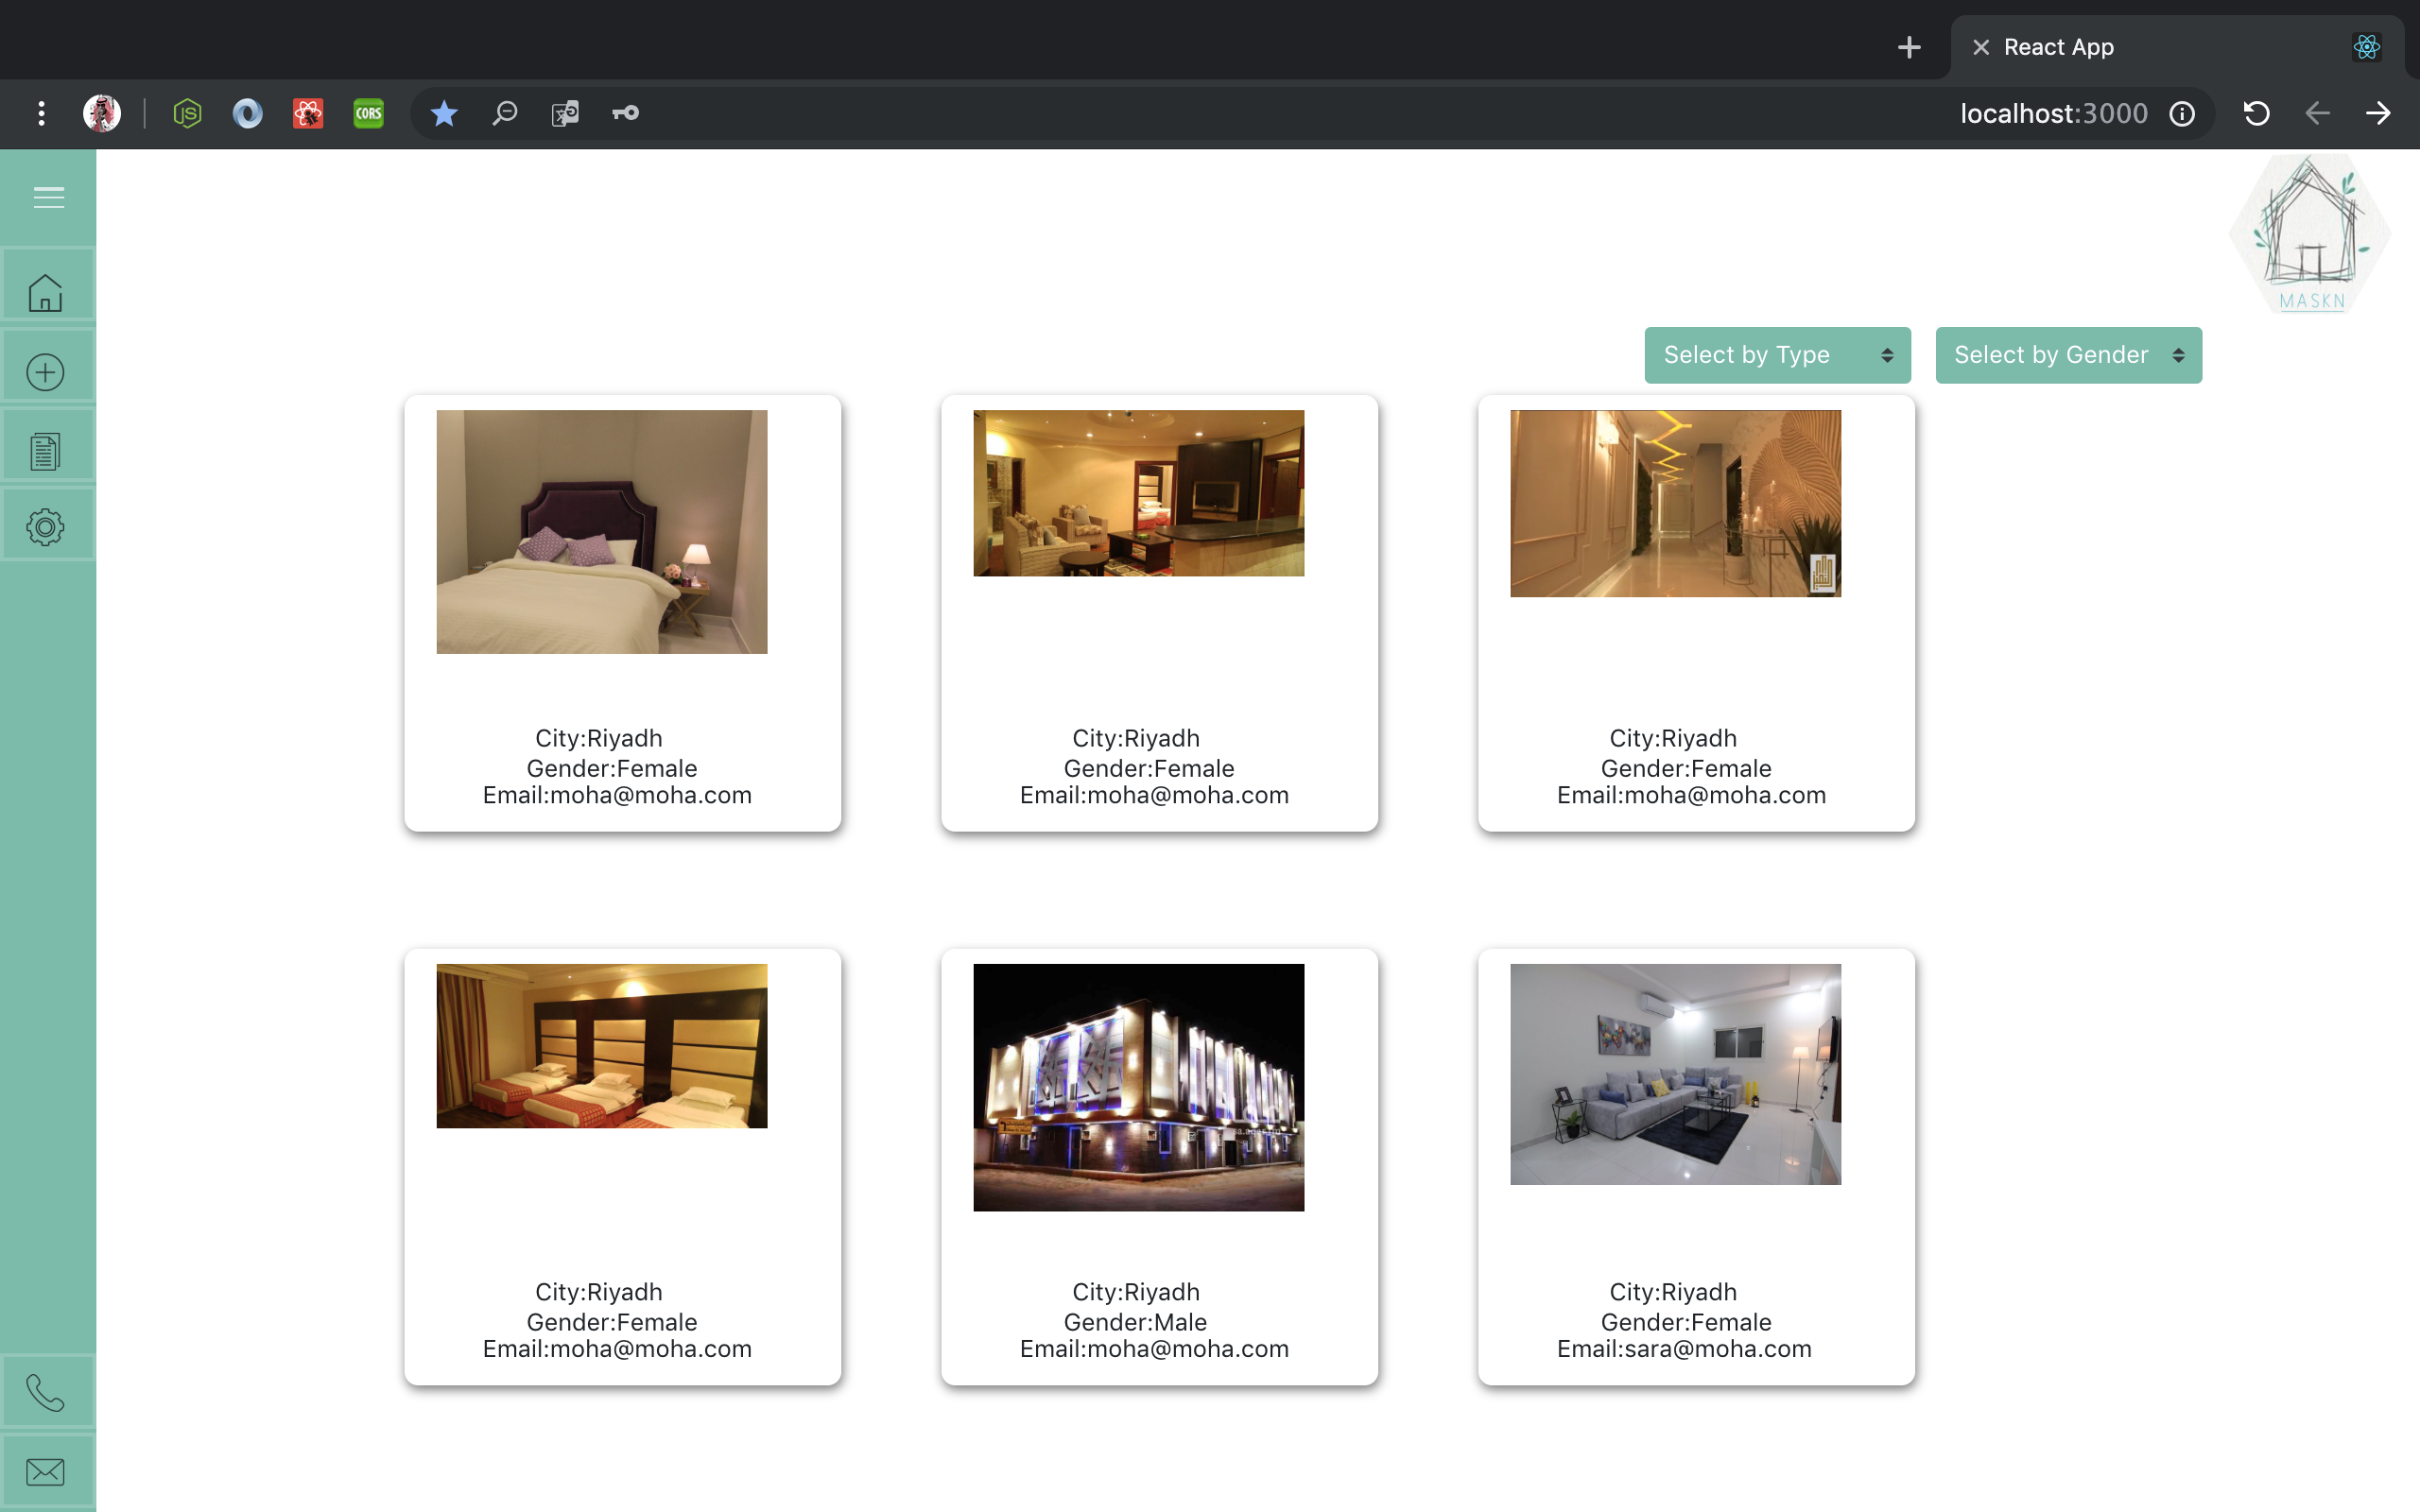 React App
JS
CORS
localhost:3000
MASKN
Select by Type
Select by Gender
City:Riyadh
Gender:Female
Email:moha@moha.com
City:Riyadh
Gender:Female
Email:moha@moha.com
City:Riyadh
Gender:Female
Email:moha@moha.com
City:Riyadh
Gender:Female
Email:moha@moha.com
City:Riyadh
Gender:Male
Email:moha@moha.com
City:Riyadh
Gender:Female
Email:sara@moha.com